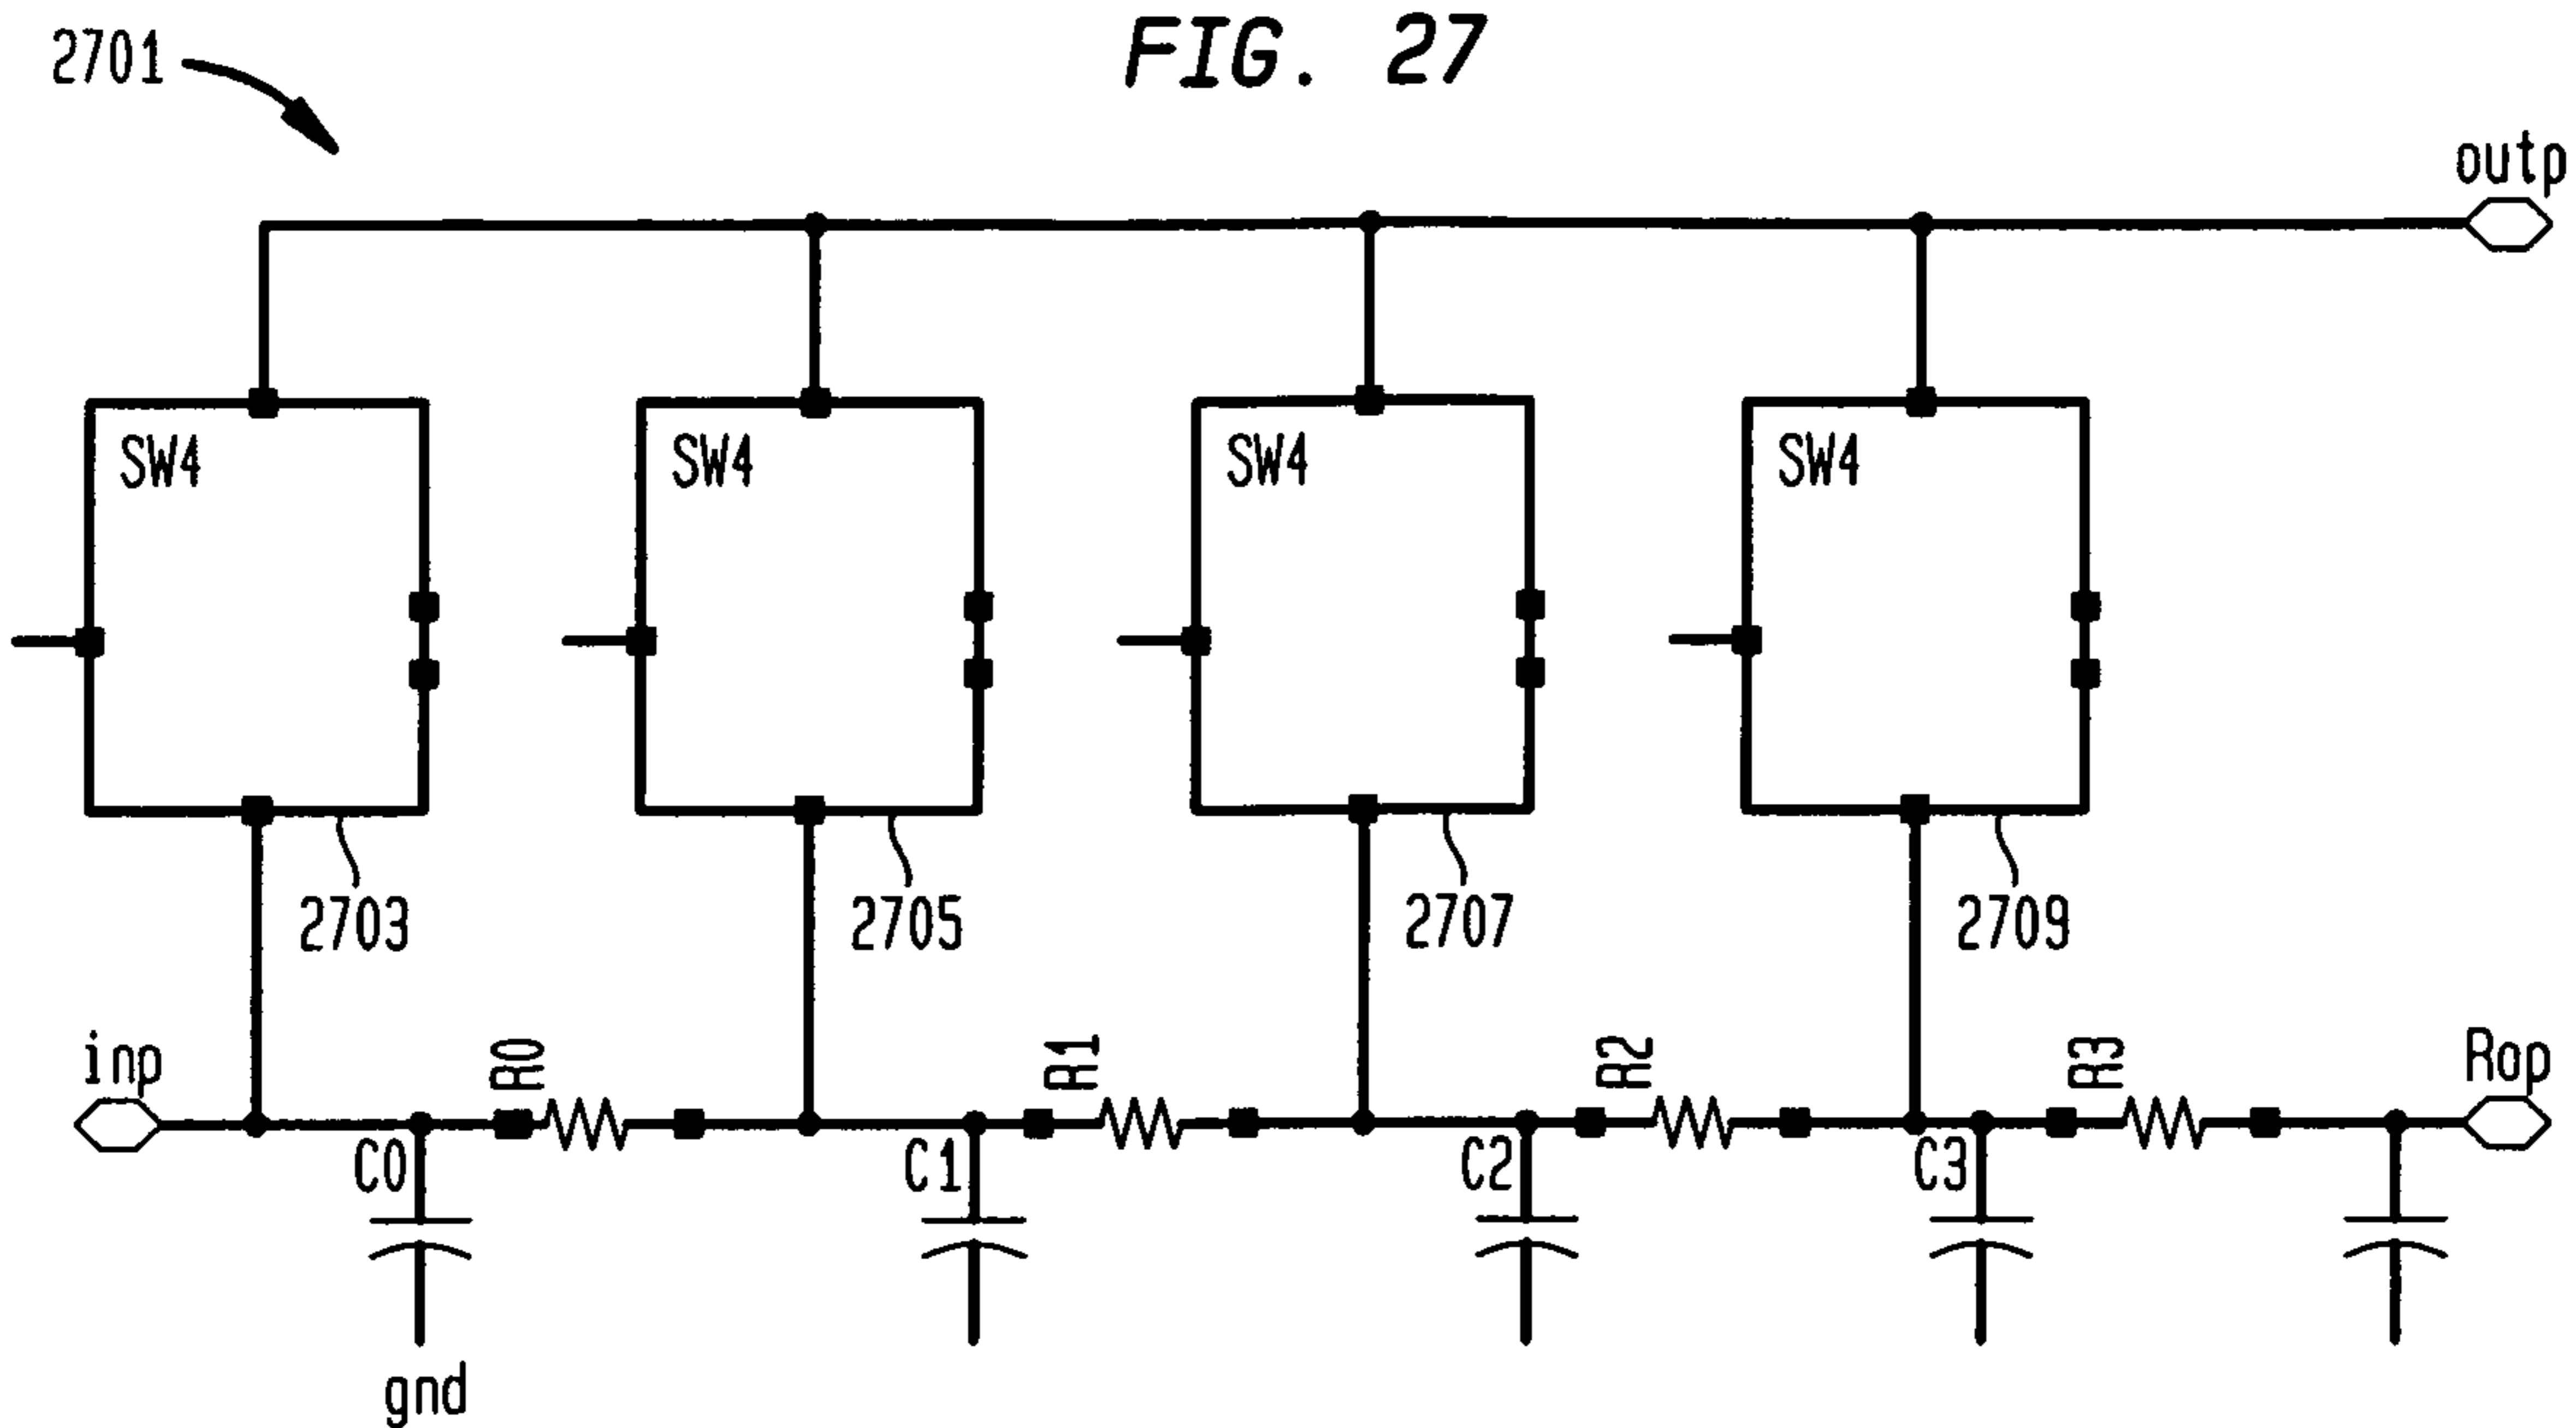 FIG. 27
2701
outp
SW4 SW4 SW4 SW4
2703 2705 2707 2709
inp R0 R1 R2 R3 Rop
C0 C1 C2 C3
gnd